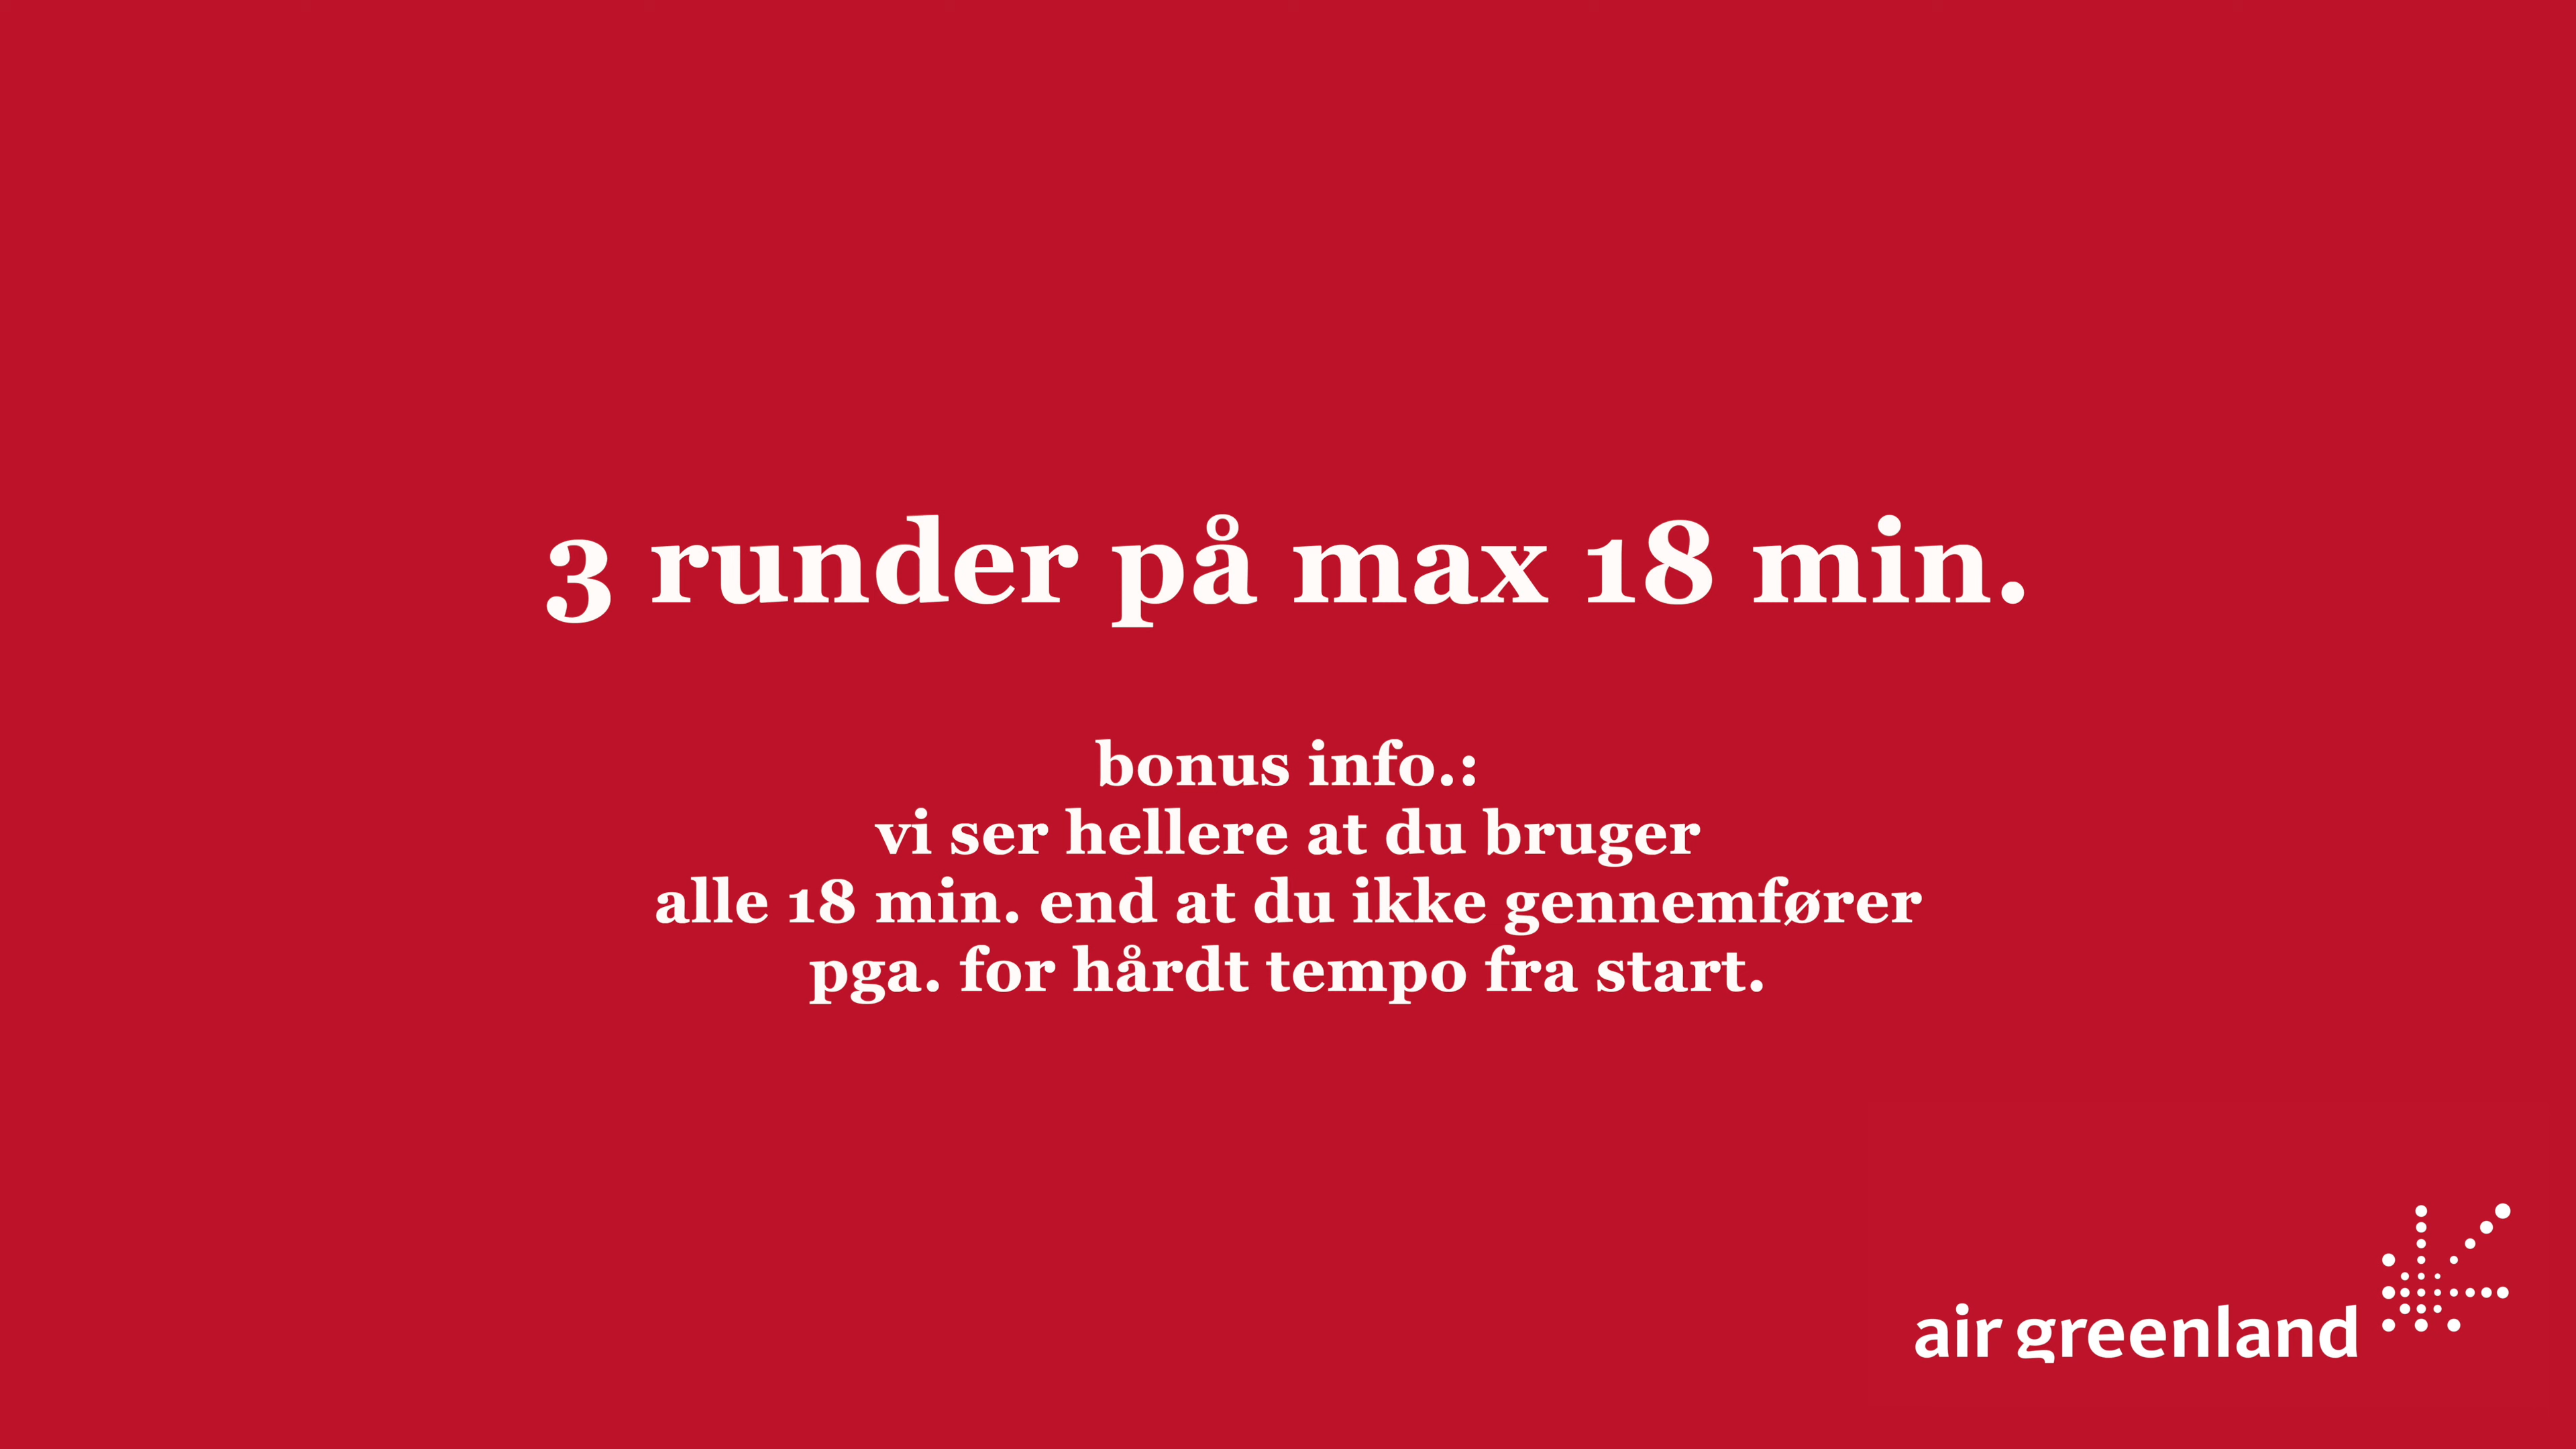 3 runder på max 18 min.
bonus info.:
vi ser hellere at du bruger
alle 18 min. end at du ikke gennemfører
pga. for hårdt tempo fra start.
air greenland